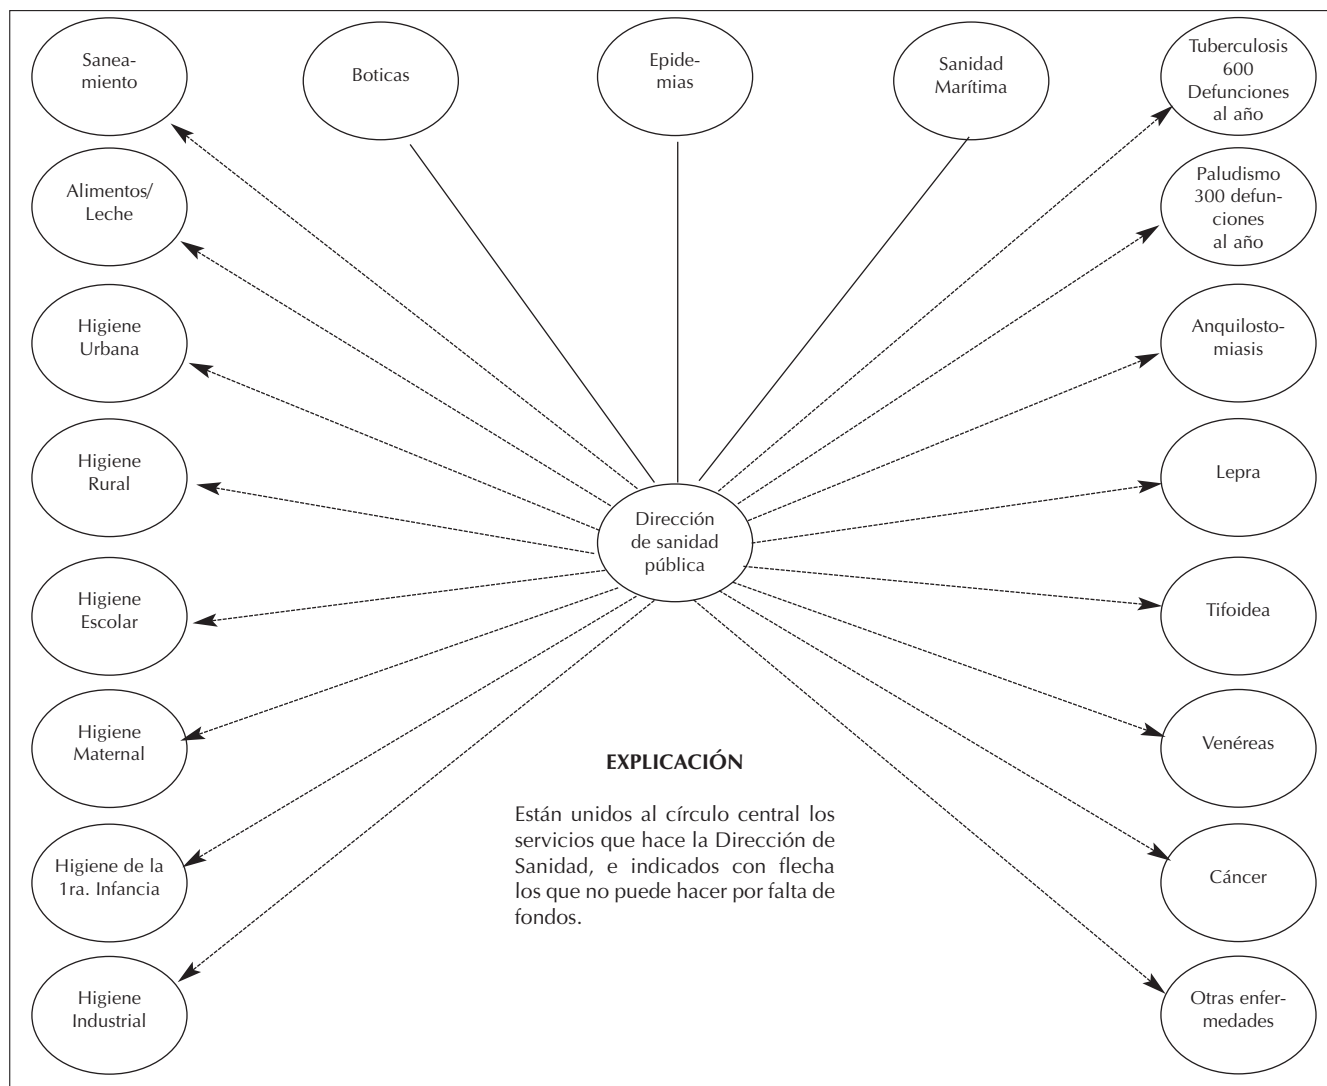 Sanea-
miento
Boticas
Epide-
mias
Sanidad
Marítima
Tuberculosis
600
Defunciones
al año
Alimentos/
Leche
Paludismo
300 defun-
ciones
al año
Higiene
Urbana
Anquilosto-
miasis
Higiene
Rural
Lepra
Dirección
de sanidad
pública
Higiene
Escolar
Tifoidea
Higiene
Maternal
Venéreas
EXPLICACIÓN
Están unidos al círculo central los
servicios que hace la Dirección de
Sanidad, e indicados con flecha
los que no puede hacer por falta de
fondos.
Higiene de la
1ra. Infancia
Cáncer
Higiene
Industrial
Otras enfer-
medades